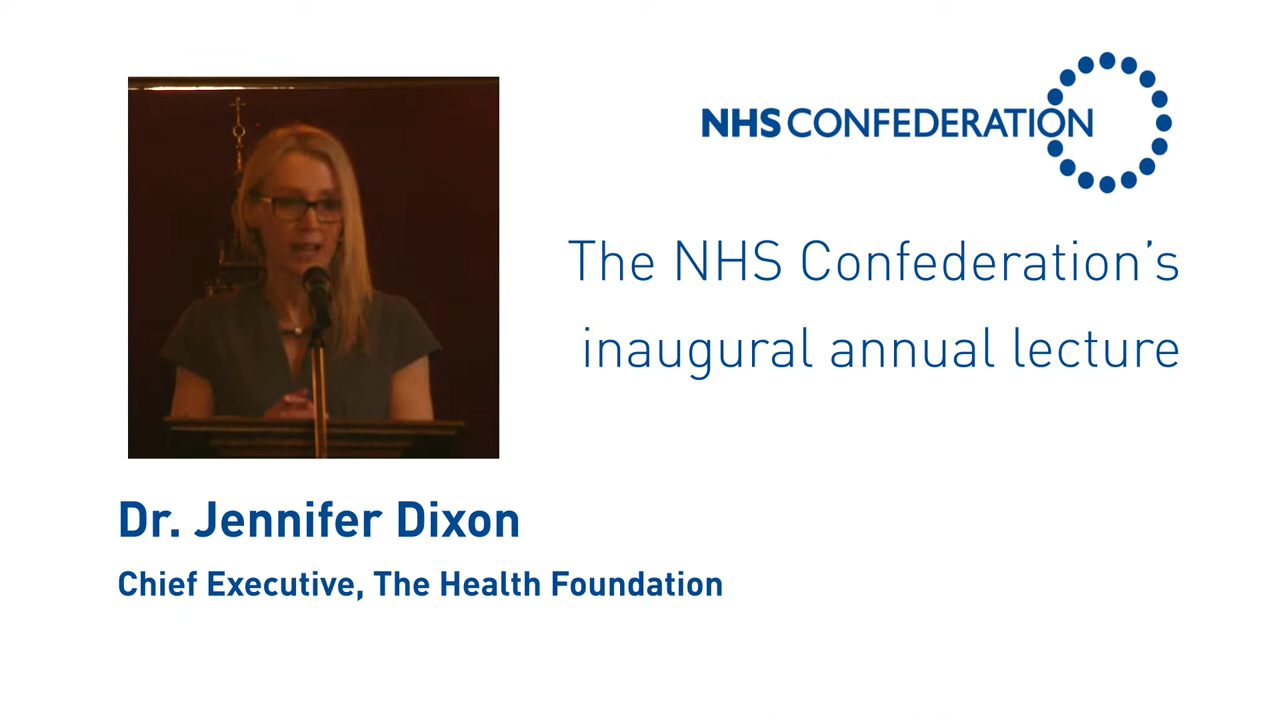 NHS CONFEDERATION
The NHS Confederation’s
inaugural annual lecture
Dr. Jennifer Dixon
Chief Executive, The Health Foundation